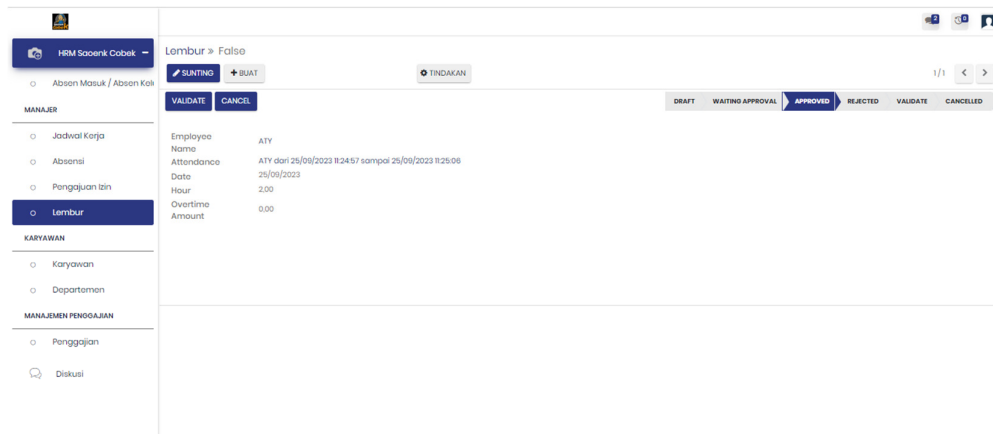 2
HRM Saoenk Cobek
Absen Masuk / Absen Kelu
MANAJER
Jadwal Kerja
Absensi
Pengajuan Izin
Lembur
KARYAWAN
Karyawan
Departemen
MANAJEMEN PENGGAJIAN
Penggajian
Diskusi
Lembur » False
SUNTING
+ BUAT
TINDAKAN
1/1 < >
VALIDATE CANCEL
DRAFT WAITING APPROVAL APPROVED REJECTED VALIDATE CANCELLED
Employee Name ATY
Attendance ATY dari 25/09/2023 11:24:57 sampai 25/09/2023 11:25:06
Date 25/09/2023
Hour 2,00
Overtime Amount 0,00